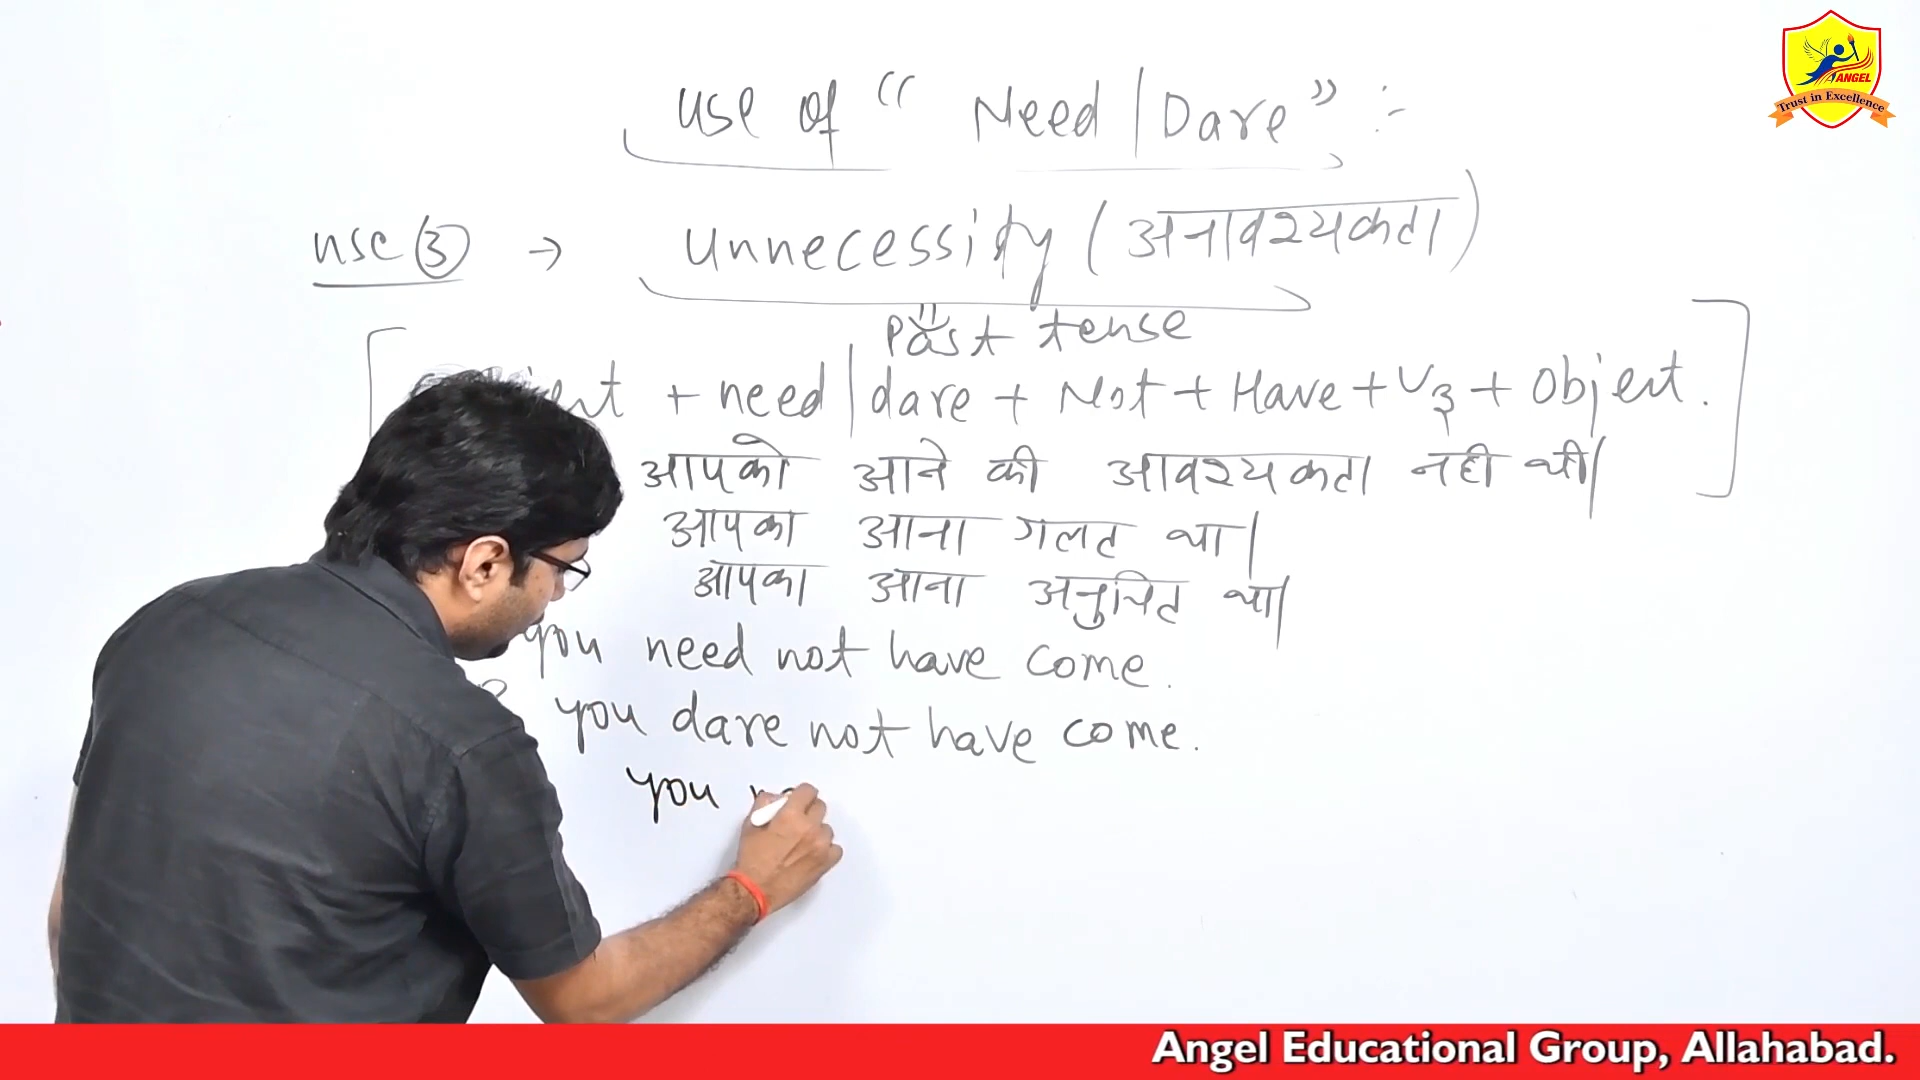 use of “ Need | Dare ” :-
use ③ → Unnecessity ( अनावश्यकता )
Past tense
+ need | dare + Not + Have + V3 + Object.
आपको आने की आवश्यकता नही थी|
आपका आना गलत था|
आपका आना अनुचित था|
you need not have come.
you dare not have come.
you
ANGEL
Trust in Excellence
Angel Educational Group, Allahabad.